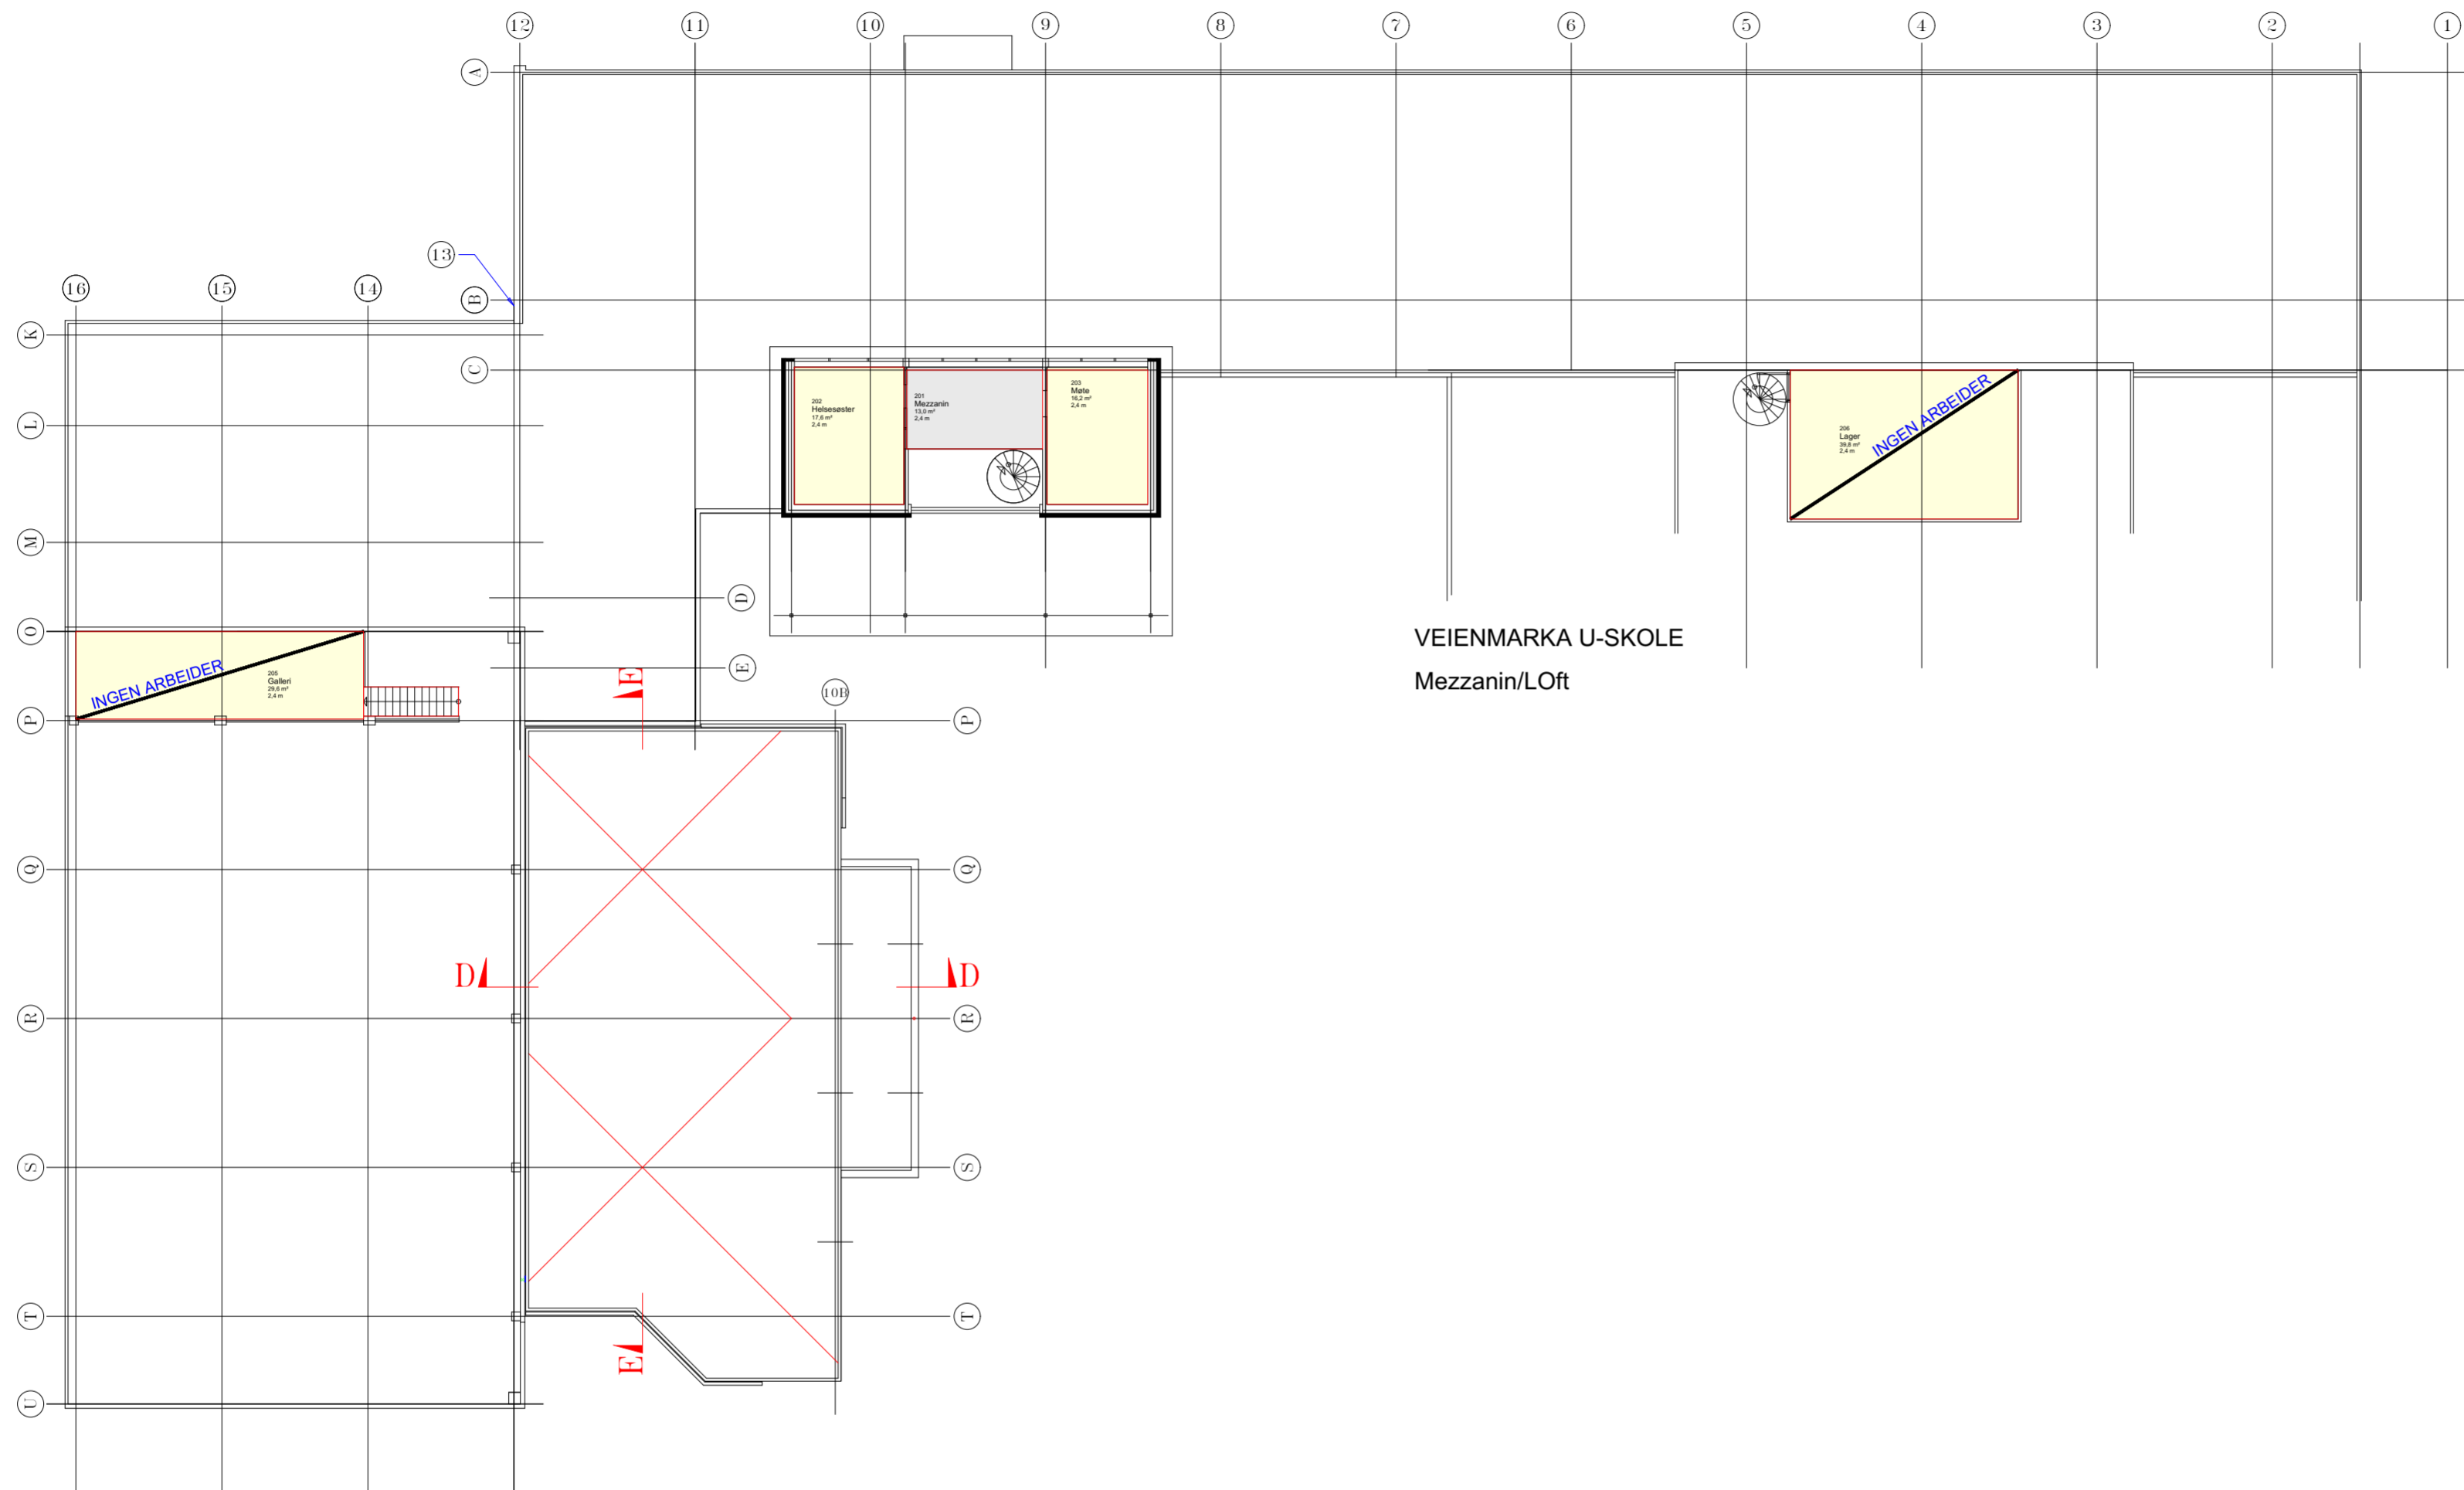 12
11
10
9
8
7
6
5
4
3
2
1
A
13
16
15
14
B
K
C
L
202
Helsesøster
17,6 m²
2,4 m
201
Mezzanin
13,0 m²
2,4 m
203
Møte
16,2 m²
2,4 m
206
Lager
39,8 m²
2,4 m
INGEN ARBEIDER
M
D
O
E
INGEN ARBEIDER
205
Galleri
29,6 m²
2,4 m
E
10B
VEIENMARKA U-SKOLE
Mezzanin/LOft
P
P
Q
Q
D
D
R
R
S
S
T
T
E
U